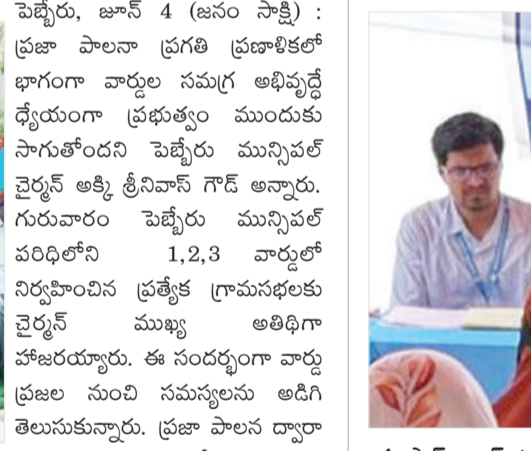 పెబ్బేరు, జూన్ 4 (జనం సాక్షి) :
ప్రజా పాలనా ప్రగతి ప్రణాళికలో
భాగంగా వార్డుల సమగ్ర అభివృద్ధే
ధ్యేయంగా ప్రభుత్వం ముందుకు
సాగుతోందని పెబ్బేరు మున్సిపల్
చైర్మన్ అక్కి శ్రీనివాస్ గౌడ్ అన్నారు.
గురువారం పెబ్బేరు మున్సిపల్
పరిధిలోని 1,2,3 వార్డులో
నిర్వహించిన ప్రత్యేక గ్రామసభలకు
చైర్మన్ ముఖ్య అతిథిగా
హాజరయ్యారు. ఈ సందర్భంగా వార్డు
ప్రజల నుంచి సమస్యలను అడిగి
తెలుసుకున్నారు. ప్రజా పాలన ద్వారా